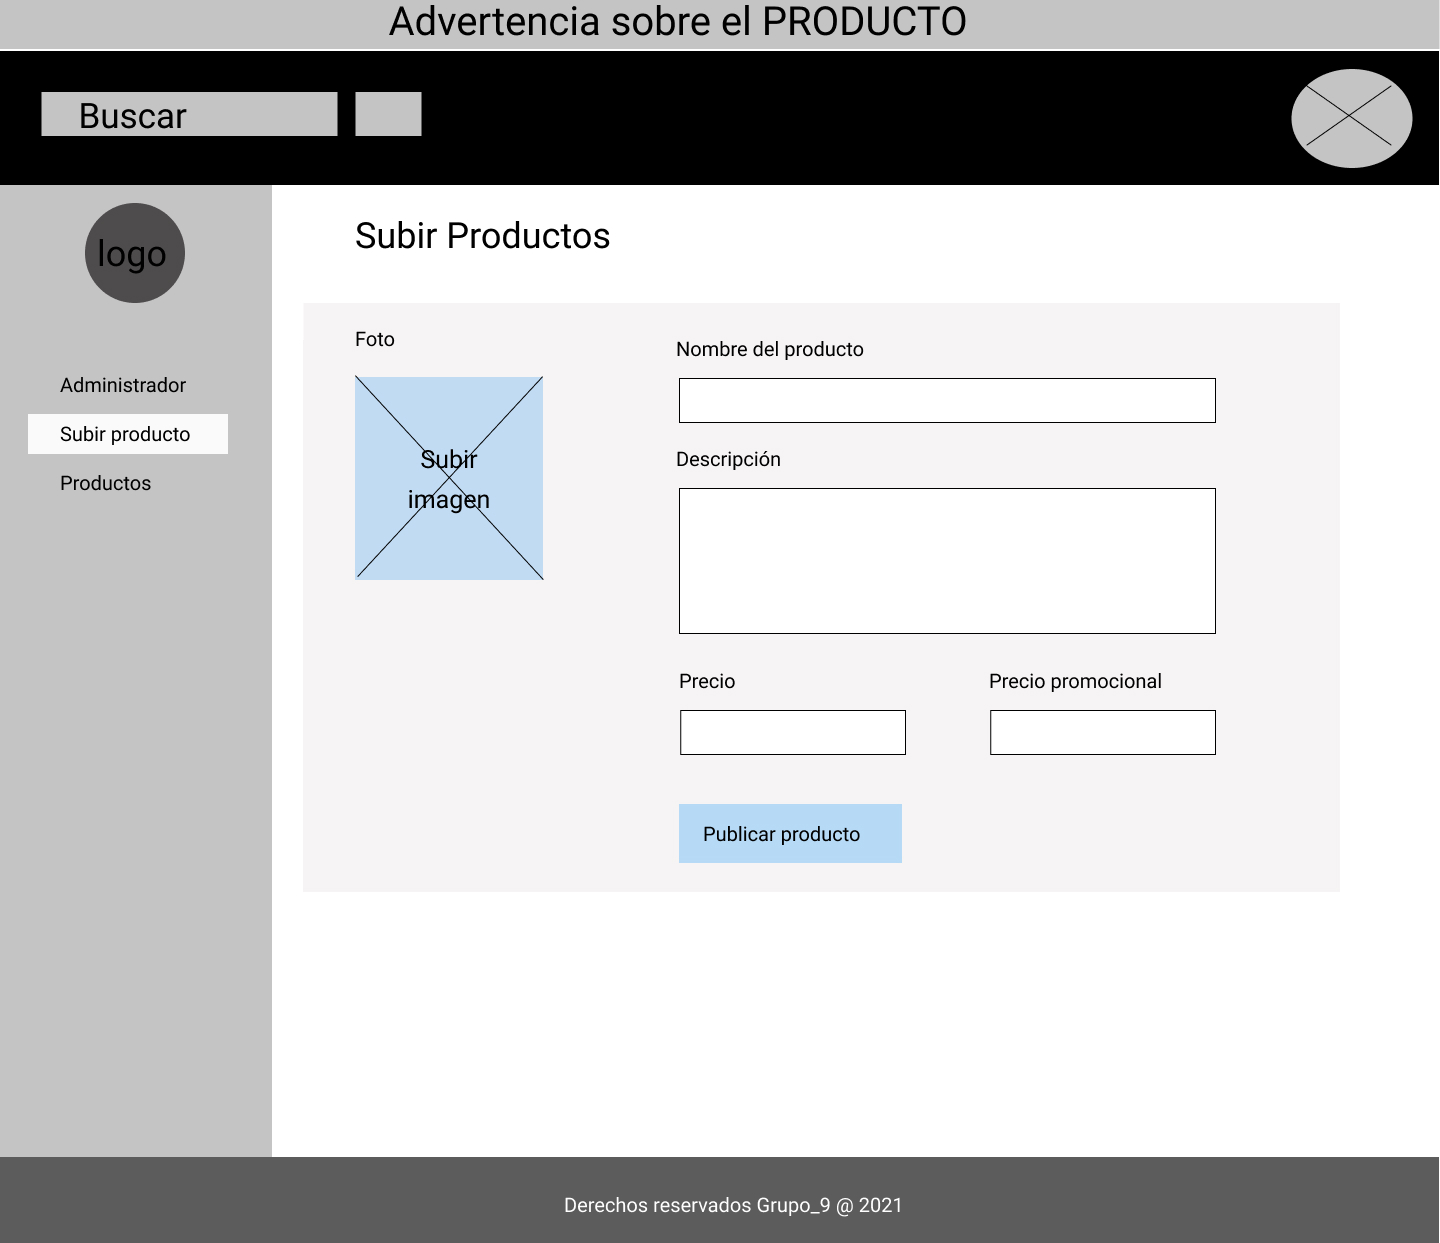 Advertencia sobre el PRODUCTO
Buscar
logo
Administrador
Subir producto
Productos
Subir Productos
Foto
Subir
imagen
Nombre del producto
Descripción
Precio
Precio promocional
Publicar producto
Derechos reservados Grupo_9 @ 2021